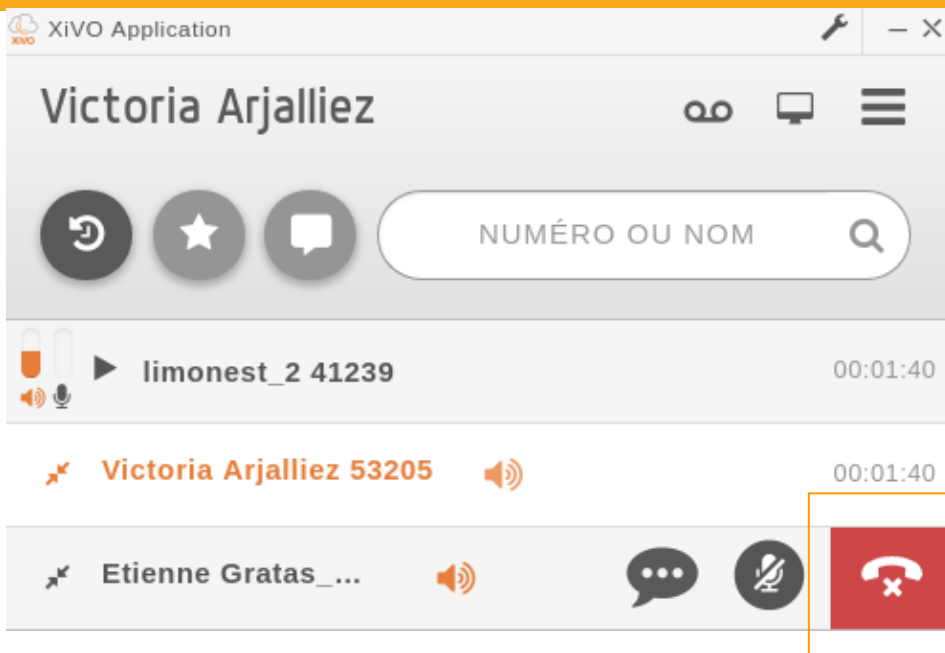 XiVO XiVO Application
Victoria Arjalliez
NUMÉRO OU NOM
limonest_2 41239 00:01:40
Victoria Arjalliez 53205 00:01:40
Etienne Gratas_...